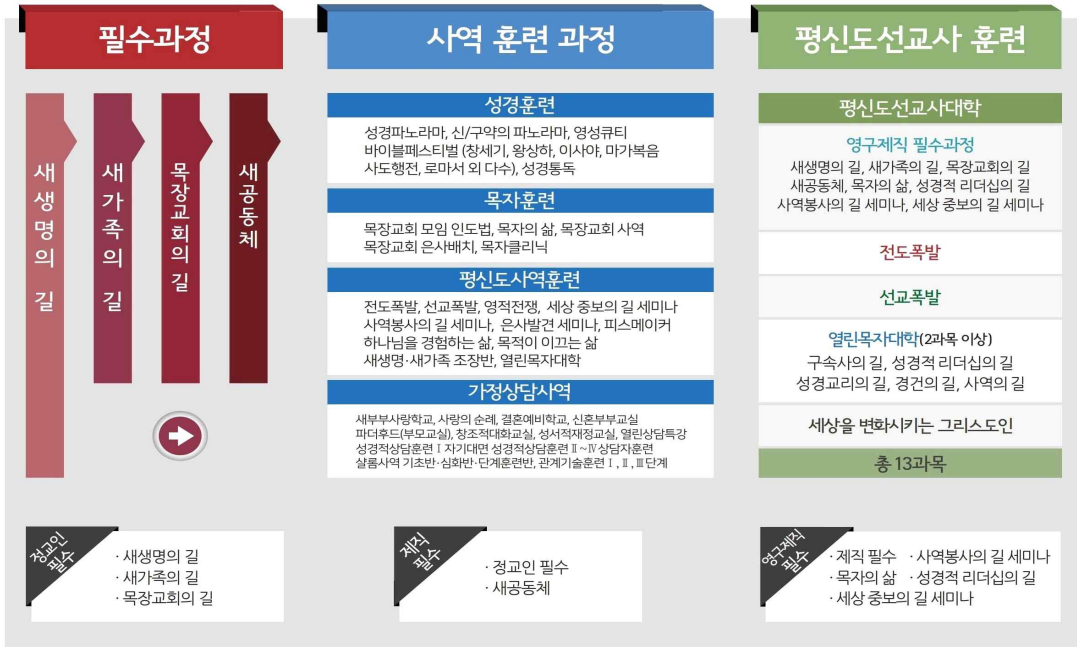 필수과정
새생명의 길
새가족의 길
목장교회의 길
새공동체
사역 훈련 과정
성경훈련
성경파노라마, 신/구약의 파노라마, 영성큐티
바이블페스티벌 (창세기, 왕상하, 이사야, 마가복음
사도행전, 로마서 외 다수), 성경통독
목자훈련
목장교회 모임 인도법, 목자의 삶, 목장교회 사역
목장교회 은사배치, 목자클리닉
평신도사역훈련
전도폭발, 선교폭발, 영적전쟁, 세상 중보의 길 세미나
사역봉사의 길 세미나, 은사발견 세미나, 피스메이커
하나님을 경험하는 삶, 목적이 이끄는 삶
새생명·새가족 조장반, 열린목자대학
가정상담사역
새부부사랑학교, 사랑의 순례, 결혼예비학교, 신혼부부교실
파더후드(부모교실), 창조적대화교실, 성서적재정교실, 열린상담특강
성경적상담훈련Ⅰ자기대면 성경적상담훈련Ⅱ~Ⅳ상담자훈련
샬롬사역 기초반·심화반·단계훈련반, 관계기술훈련Ⅰ,Ⅱ,Ⅲ단계
평신도선교사 훈련
평신도선교사대학
영구제직 필수과정
새생명의 길, 새가족의 길, 목장교회의 길
새공동체, 목자의 삶, 성경적 리더십의 길
사역봉사의 길 세미나, 세상 중보의 길 세미나
전도폭발
선교폭발
열린목자대학(2과목 이상)
구속사의 길, 성경적 리더십의 길
성경교리의 길, 경건의 길, 사역의 길
세상을 변화시키는 그리스도인
총 13과목
정교인
필수
· 새생명의 길
· 새가족의 길
· 목장교회의 길
제직
필수
· 정교인 필수
· 새공동체
영구제직
필수
· 제직 필수 · 사역봉사의 길 세미나
· 목자의 삶 · 성경적 리더십의 길
· 세상 중보의 길 세미나